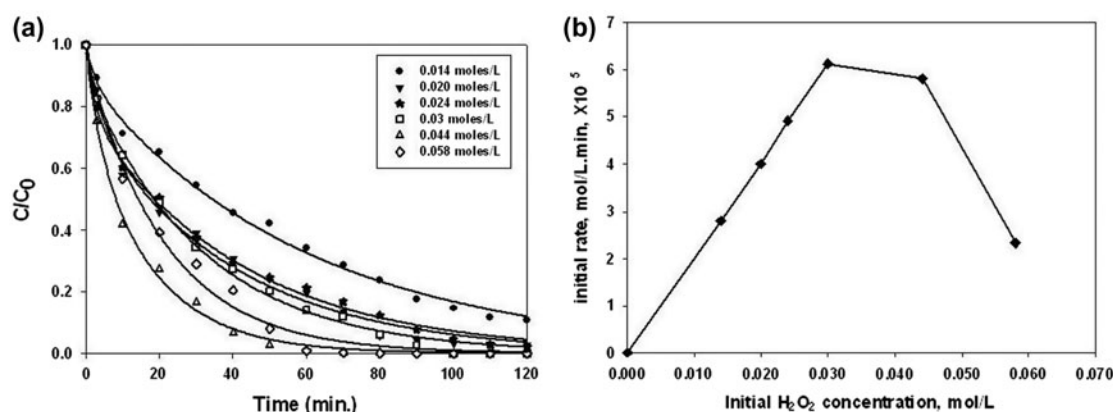 (a)
1.0
0.8
0.6
0.4
0.2
0.0
C/C0
0 20 40 60 80 100 120
Time (min.)
0.014 moles/L
0.020 moles/L
0.024 moles/L
0.03 moles/L
0.044 moles/L
0.058 moles/L
(b)
7
6
5
4
3
2
1
0
initial rate, mol/L.min, X10 5
0.000 0.010 0.020 0.030 0.040 0.050 0.060 0.070
Initial H2O2 concentration, mol/L